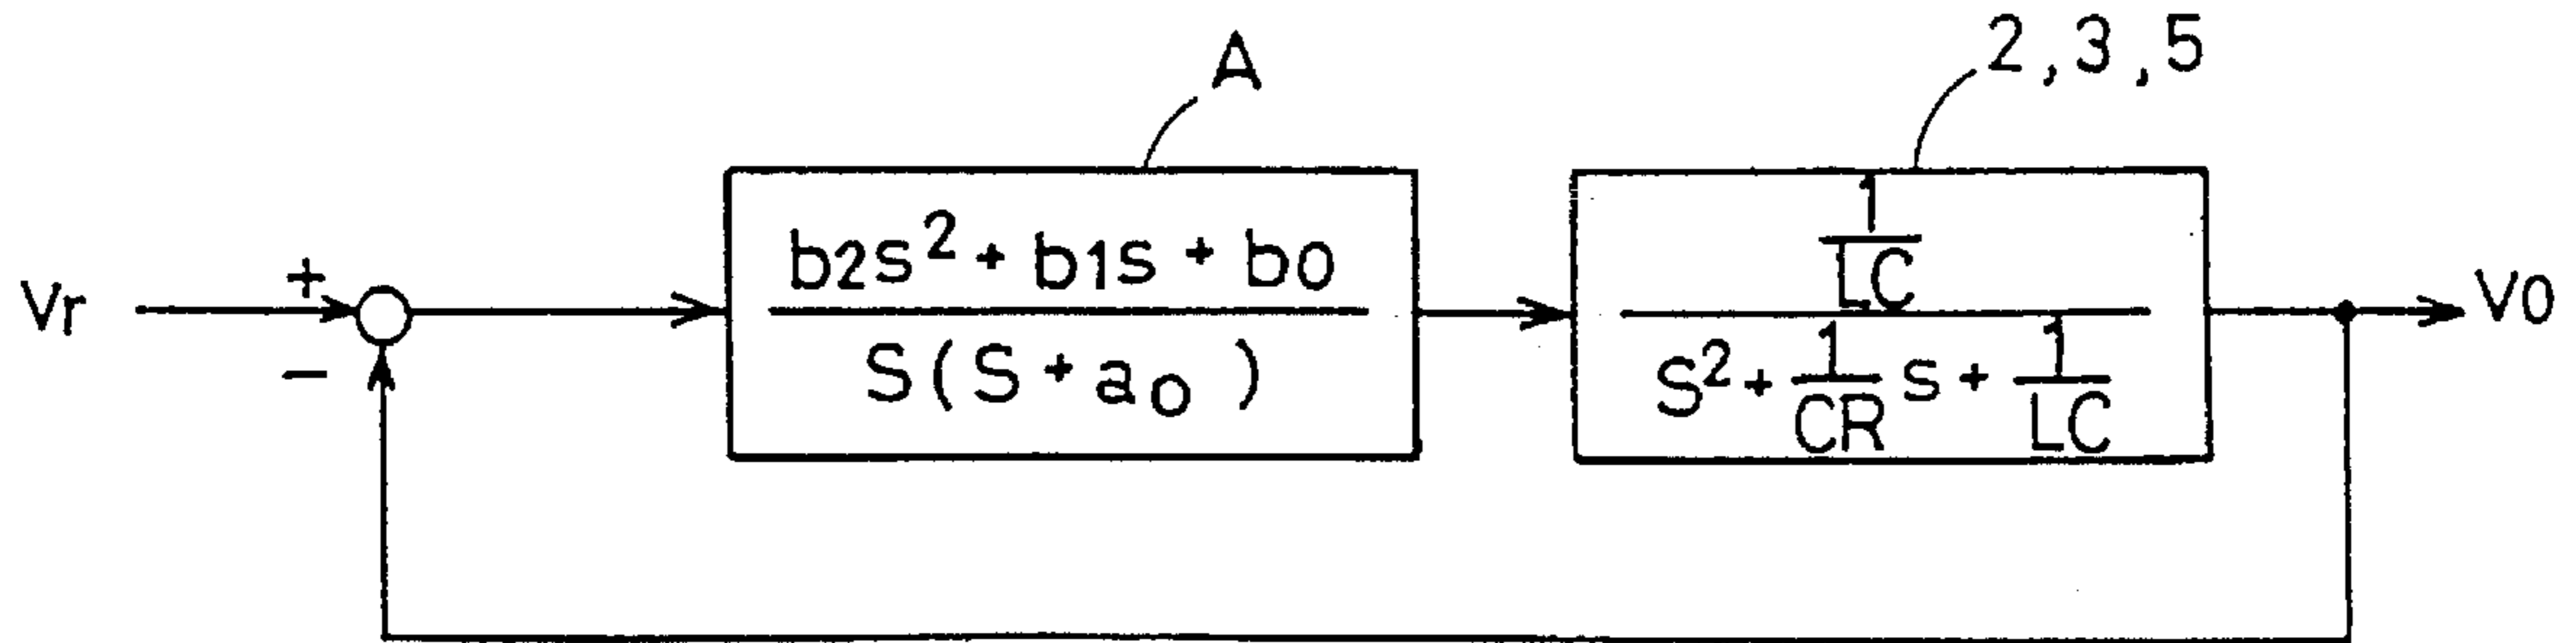 A
2,3,5
Vr
+
−
b2s² + b1s + b0
S(S + a0)
1
LC
S² + 1/CR s + 1/LC
V0